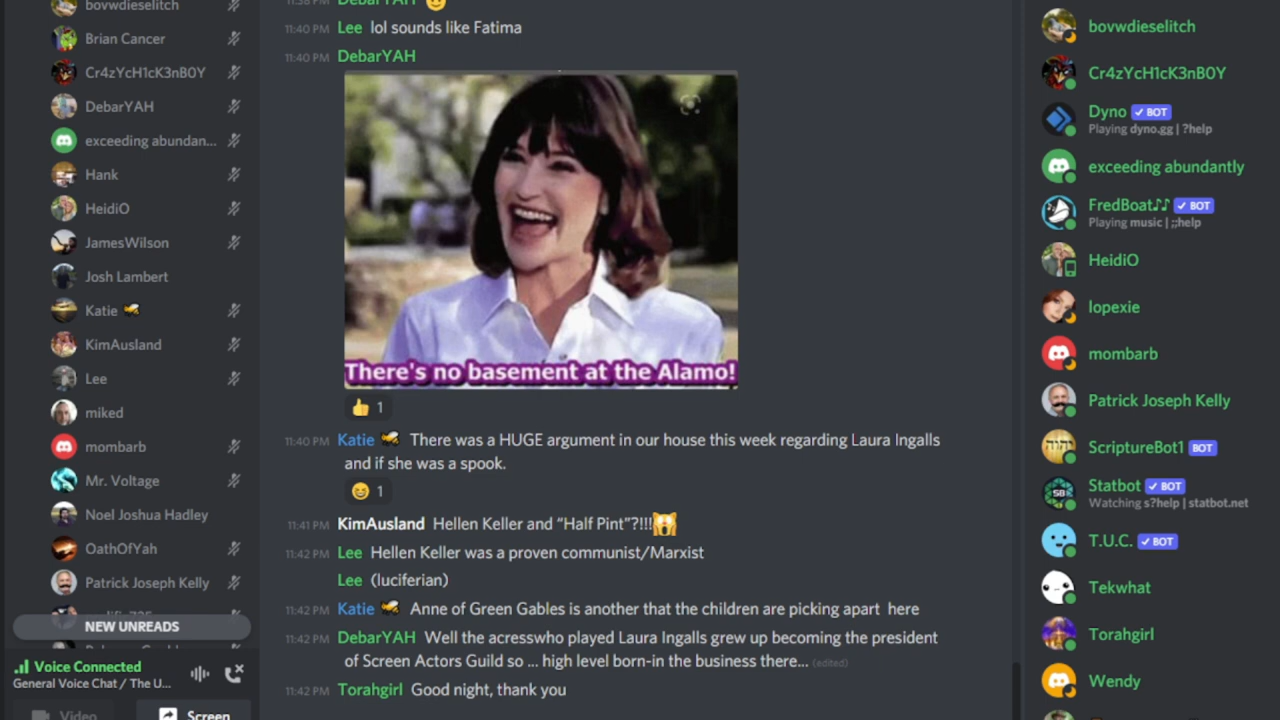 bovwdieselitch
Brian Cancer
Cr4zYcH1cK3nB0Y
DebarYAH
exceeding abundan...
Hank
HeidiO
JamesWilson
Josh Lambert
Katie
KimAusland
Lee
miked
mombarb
Mr. Voltage
Noel Joshua Hadley
OathOfYah
Patrick Joseph Kelly
NEW UNREADS
Voice Connected
General Voice Chat / The U...
Video
Screen
11:38 PM DebarYAH
11:40 PM Lee lol sounds like Fatima
11:40 PM DebarYAH
There's no basement at the Alamo!
1
11:40 PM Katie There was a HUGE argument in our house this week regarding Laura Ingalls
and if she was a spook.
1
11:41 PM KimAusland Hellen Keller and “Half Pint”?!!!
11:42 PM Lee Hellen Keller was a proven communist/Marxist
Lee (luciferian)
11:42 PM Katie Anne of Green Gables is another that the children are picking apart here
11:42 PM DebarYAH Well the acresswho played Laura Ingalls grew up becoming the president
of Screen Actors Guild so ... high level born-in the business there... (edited)
11:42 PM Torahgirl Good night, thank you
bovwdieselitch
Cr4zYcH1cK3nB0Y
Dyno BOT
Playing dyno.gg | ?help
exceeding abundantly
FredBoat♪♪ BOT
Playing music | ;;help
HeidiO
lopexie
mombarb
Patrick Joseph Kelly
יהוה
ScriptureBot1 BOT
SB
Statbot BOT
Watching s?help | statbot.net
T.U.C. BOT
Tekwhat
Torahgirl
Wendy